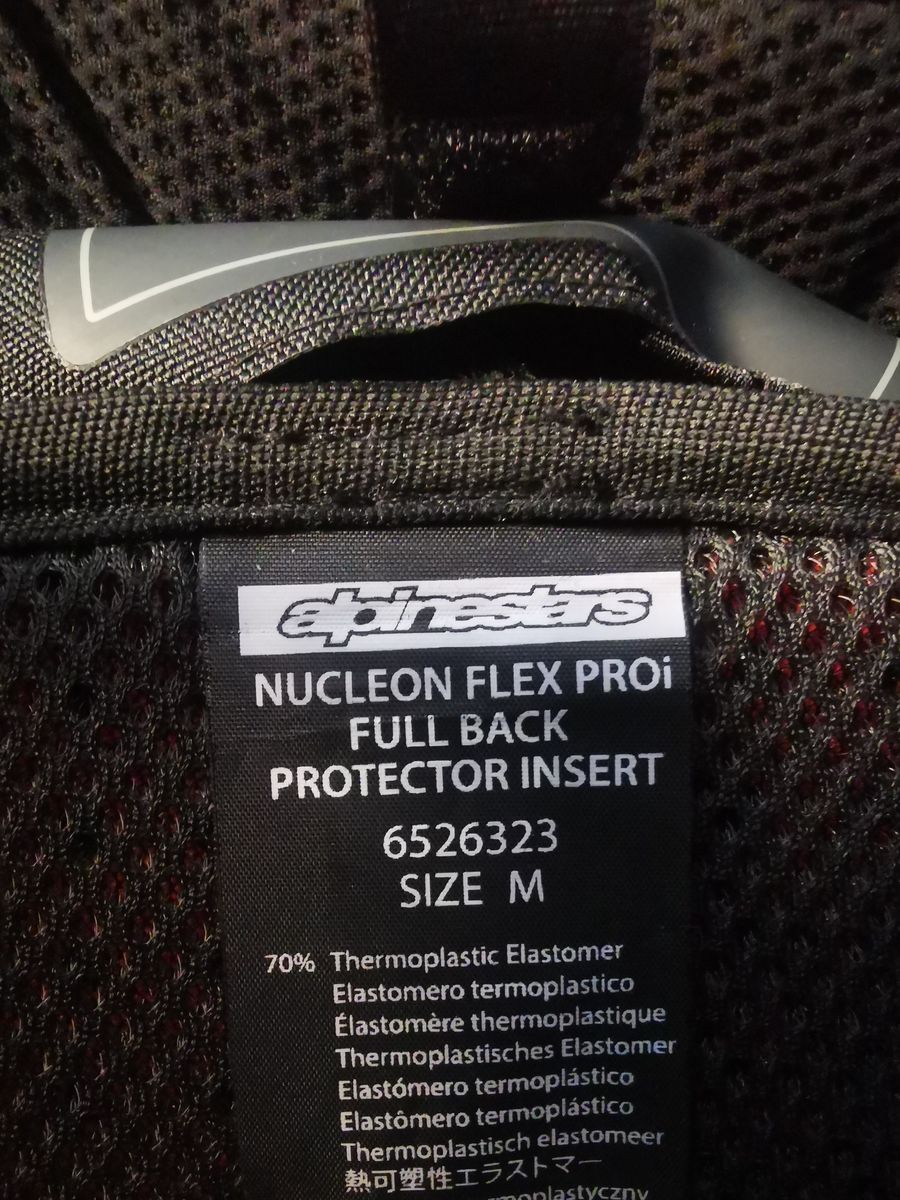 alpinestars
NUCLEON FLEX PROi
FULL BACK
PROTECTOR INSERT
6526323
SIZE M
70% Thermoplastic Elastomer
Elastomero termoplastico
Élastomère thermoplastique
Thermoplastisches Elastomer
Elastómero termoplástico
Elastômero termoplástico
Thermoplastisch elastomeer
熱可塑性エラストマー